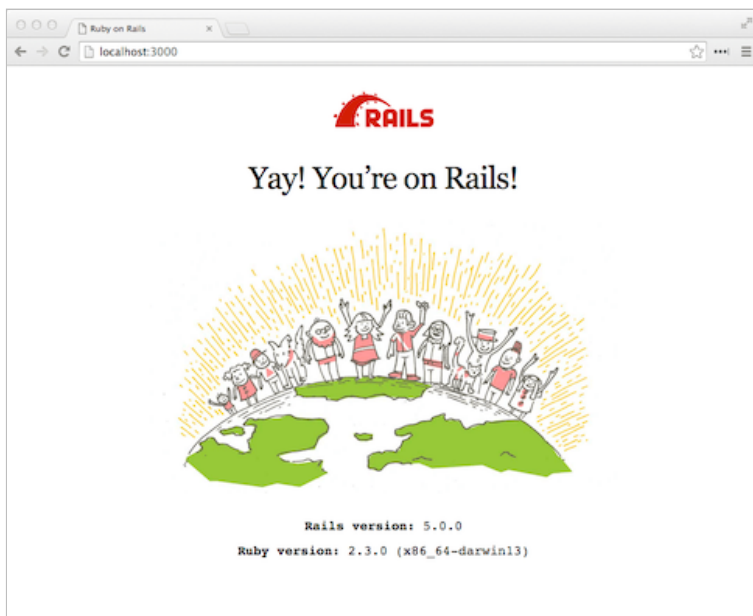 Ruby on Rails
localhost:3000
RAILS
Yay! You’re on Rails!
Rails version: 5.0.0
Ruby version: 2.3.0 (x86_64-darwin13)